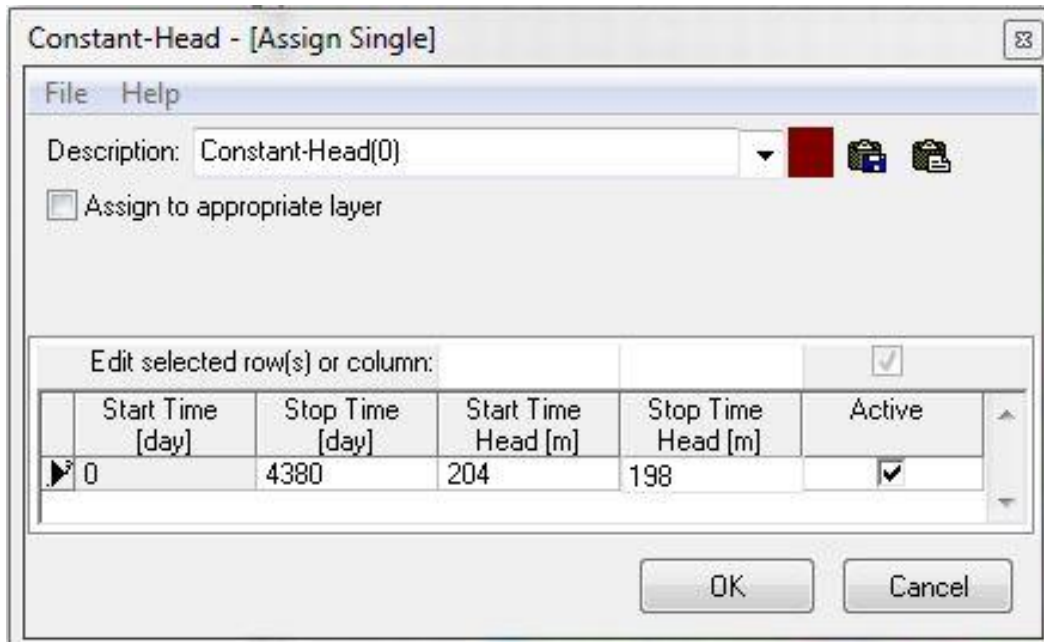 Constant-Head - [Assign Single]
File Help
Description: Constant-Head(0)
Assign to appropriate layer
Edit selected row(s) or column:
Start Time [day] Stop Time [day] Start Time Head [m] Stop Time Head [m] Active
0 4380 204 198
OK Cancel